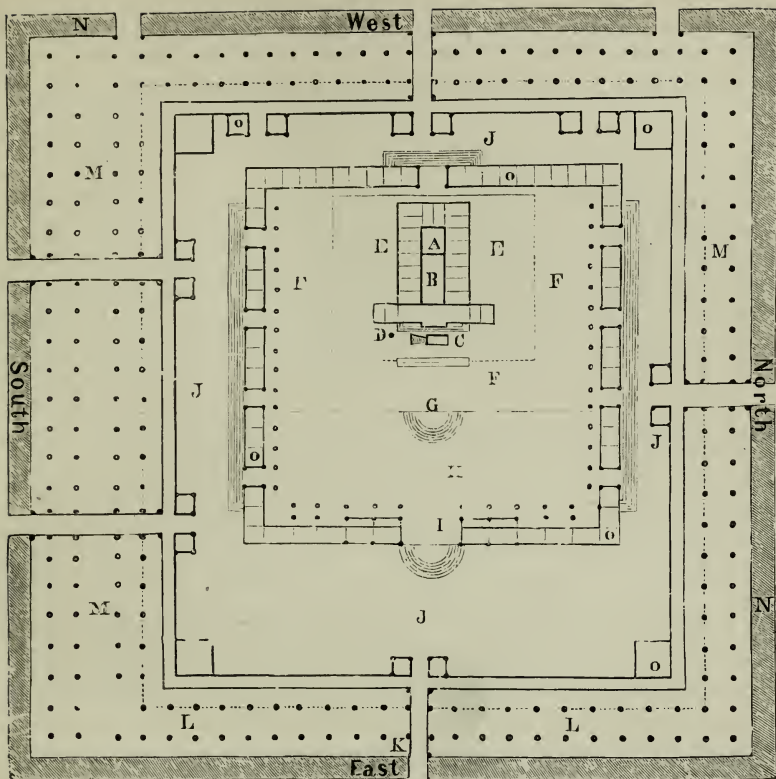 N West
o o
J
M o
E A E M
F B F
D C
South F North
J G J
H
o
I o
M N
J
o
L L
K
East